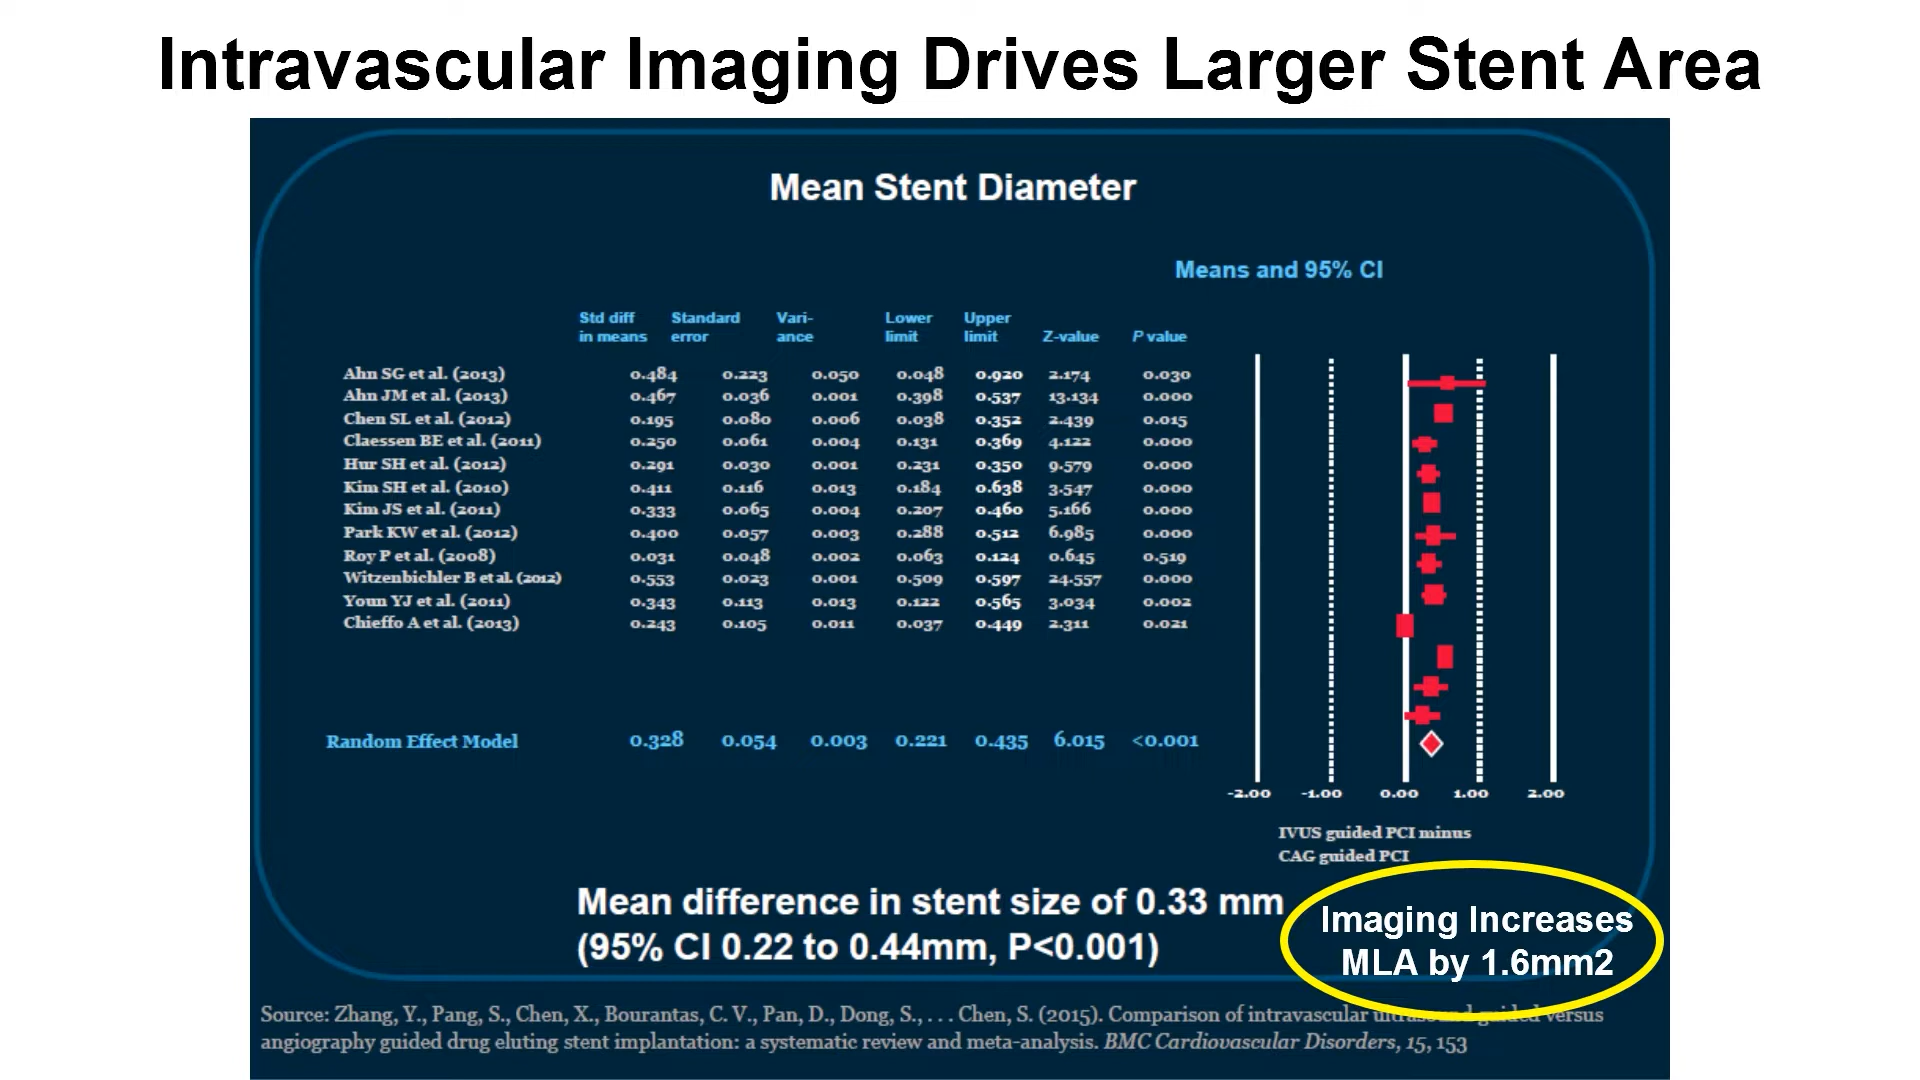 Intravascular Imaging Drives Larger Stent Area
Mean Stent Diameter
Means and 95% CI
Std diff in means Standard error Vari-ance Lower limit Upper limit Z-value P value
Ahn SG et al. (2013) 0.484 0.223 0.050 0.048 0.920 2.174 0.030
Ahn JM et al. (2013) 0.467 0.036 0.001 0.398 0.537 13.134 0.000
Chen SL et al. (2012) 0.195 0.080 0.006 0.038 0.352 2.439 0.015
Claessen BE et al. (2011) 0.250 0.061 0.004 0.131 0.369 4.122 0.000
Hur SH et al. (2012) 0.291 0.030 0.001 0.231 0.350 9.579 0.000
Kim SH et al. (2010) 0.411 0.116 0.013 0.184 0.638 3.547 0.000
Kim JS et al. (2011) 0.333 0.065 0.004 0.207 0.460 5.166 0.000
Park KW et al. (2012) 0.400 0.057 0.003 0.288 0.512 6.985 0.000
Roy P et al. (2008) 0.031 0.048 0.002 0.063 0.124 0.645 0.519
Witzenbichler B et al. (2012) 0.553 0.023 0.001 0.509 0.597 24.557 0.000
Youn YJ et al. (2011) 0.343 0.113 0.013 0.122 0.565 3.034 0.002
Chieffo A et al. (2013) 0.243 0.105 0.011 0.037 0.449 2.311 0.021
Random Effect Model 0.328 0.054 0.003 0.221 0.435 6.015 <0.001
-2.00 -1.00 0.00 1.00 2.00
IVUS guided PCI minus
CAG guided PCI
Mean difference in stent size of 0.33 mm
(95% CI 0.22 to 0.44mm, P<0.001)
Imaging Increases
MLA by 1.6mm2
Source: Zhang, Y., Pang, S., Chen, X., Bourantas, C. V., Pan, D., Dong, S., . . . Chen, S. (2015). Comparison of intravascular ultrasound guided versus
angiography guided drug eluting stent implantation: a systematic review and meta-analysis. BMC Cardiovascular Disorders, 15, 153